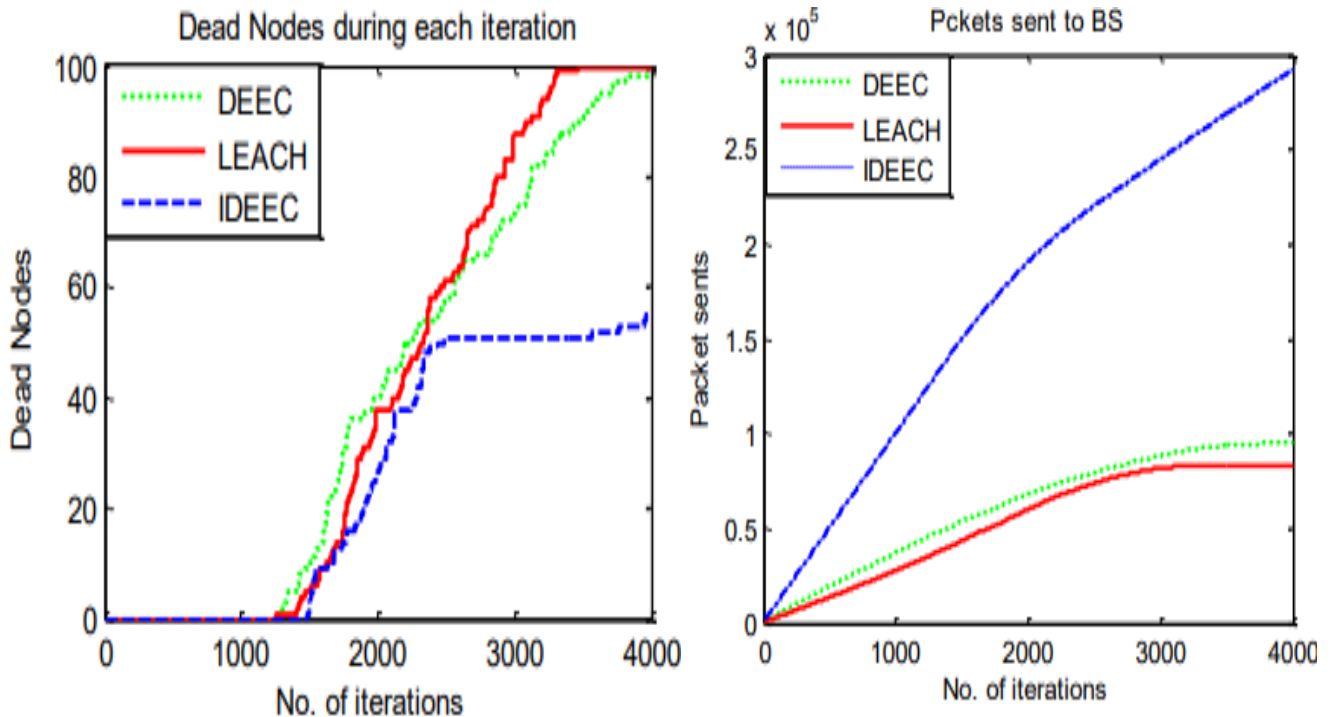 Dead Nodes during each iteration
100
80
60
40
20
0
Dead Nodes
DEEC
LEACH
IDEEC
0 1000 2000 3000 4000
No. of iterations
Pckets sent to BS
x 10^5
3
2.5
2
1.5
1
0.5
0
Packet sents
DEEC
LEACH
IDEEC
0 1000 2000 3000 4000
No. of iterations